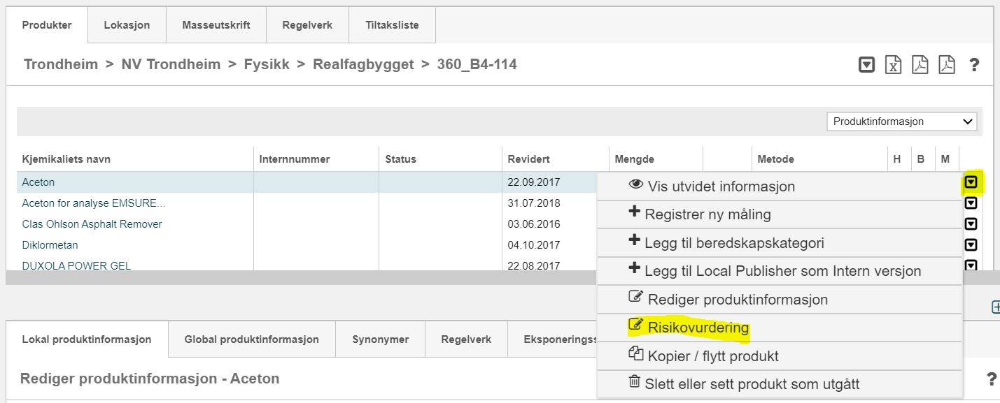 Produkter Lokasjon Masseutskrift Regelverk Tiltaksliste
Trondheim > NV Trondheim > Fysikk > Realfagbygget > 360_B4-114 ?
Produktinformasjon
Kjemikaliets navn Internnummer Status Revidert Mengde Metode H B M
Aceton 22.09.2017
Vis utvidet informasjon
Aceton for analyse EMSURE... 31.07.2018
Registrer ny måling
Clas Ohlson Asphalt Remover 03.06.2016
Legg til beredskapskategori
Diklormetan 04.10.2017
DUXOLA POWER GEL 22.08.2017
Legg til Local Publisher som Intern versjon
Rediger produktinformasjon
Risikovurdering
Kopier / flytt produkt
Slett eller sett produkt som utgått
Lokal produktinformasjon Global produktinformasjon Synonymer Regelverk Eksponeringss
Rediger produktinformasjon - Aceton ?